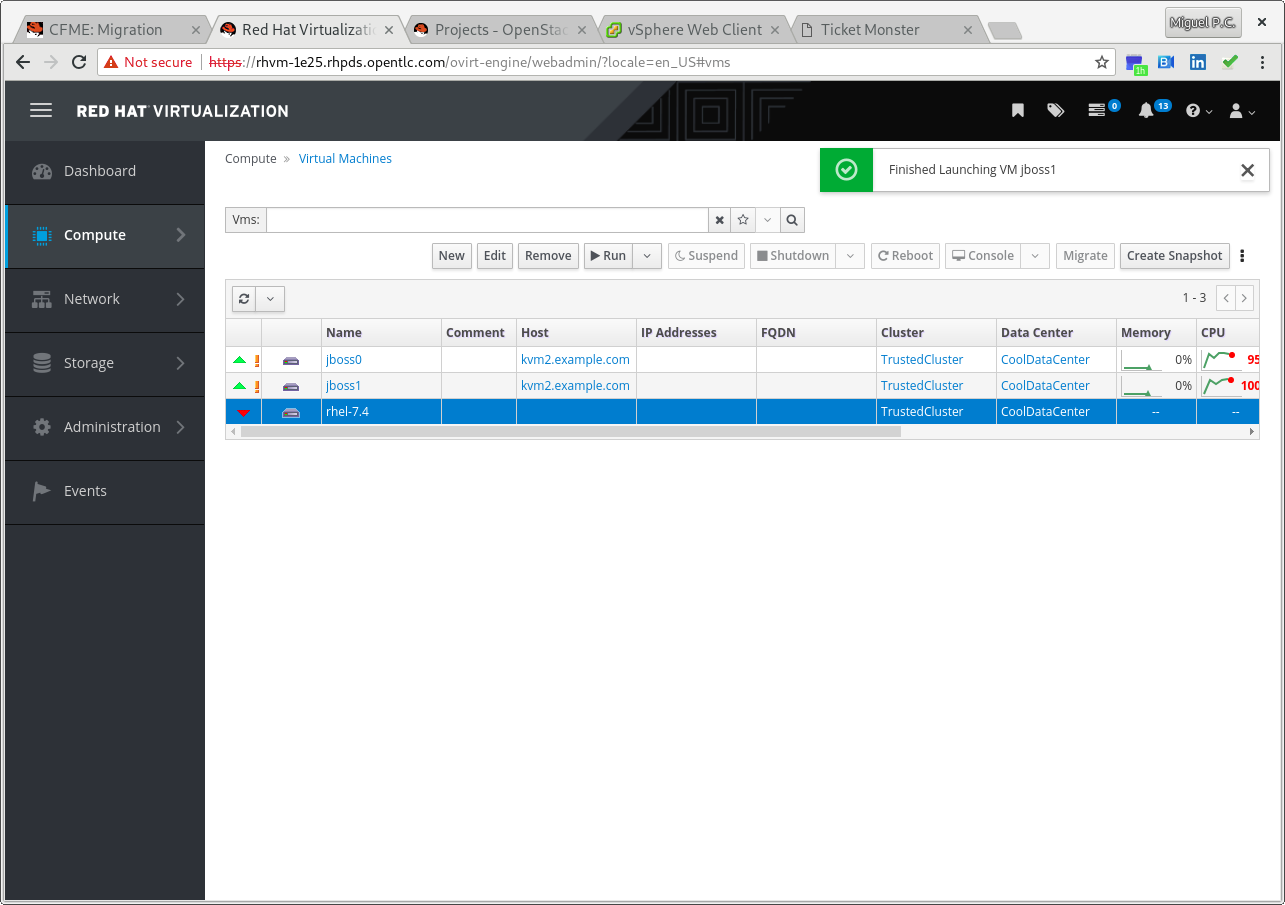 Miguel P.C.
CFME: Migration
Red Hat Virtualizati
Projects - OpenStac
vSphere Web Client
Ticket Monster
Not secure
https://rhvm-1e25.rhpds.opentlc.com/ovirt-engine/webadmin/?locale=en_US#vms
1h
RED HAT VIRTUALIZATION
0
13
Dashboard
Compute
Network
Storage
Administration
Events
Compute » Virtual Machines
Finished Launching VM jboss1
Vms:
New Edit Remove Run Suspend Shutdown Reboot Console Migrate Create Snapshot
1 - 3
Name Comment Host IP Addresses FQDN Cluster Data Center Memory CPU
jboss0 kvm2.example.com TrustedCluster CoolDataCenter 0% 95
jboss1 kvm2.example.com TrustedCluster CoolDataCenter 0% 100
rhel-7.4 TrustedCluster CoolDataCenter -- --